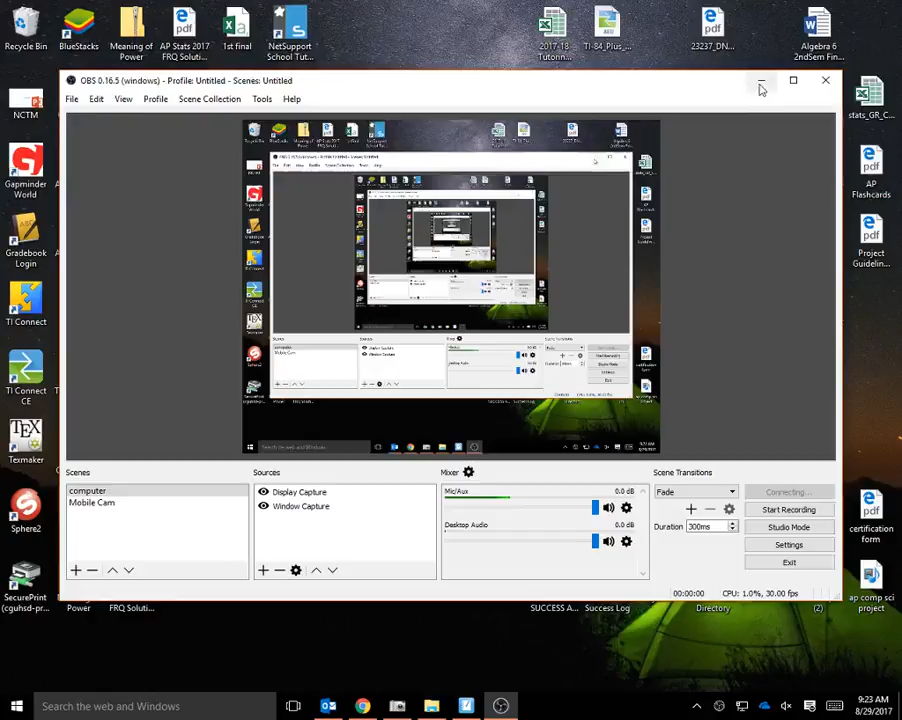 Recycle Bin
BlueStacks
Meaning of
Power
AP Stats 2017
FRQ Scoring ...
1st final
NetSupport
School Tut...
2017-18
Tutorin...
TI-84_Plus_...
23237_DN...
Algebra 6
2ndSem Fin...
OBS 0.16.5 (windows) - Profile: Untitled - Scenes: Untitled
File Edit View Profile Scene Collection Tools Help
NCTM
Gapminder
World
Gradebook
Login
TI Connect
TI Connect
CE
Texmaker
Sphere2
SecurePrint
(cguhsd-pr...
stats_GR_C...
AP
Flashcards
Project
Guidelin...
certification
form
ap comp sci
project
Scenes
computer
Mobile Cam
Sources
Display Capture
Window Capture
Mixer
Mic/Aux
0.0 dB
Desktop Audio
0.0 dB
Scene Transitions
Fade
Duration 300ms
Connecting...
Start Recording
Studio Mode
Settings
Exit
00:00:00
CPU: 1.0%, 30.00 fps
Power
FRQ Soluti...
SUCCESS A...
Success Log
Directory
(2)
Search the web and Windows
9:23 AM
8/29/2017